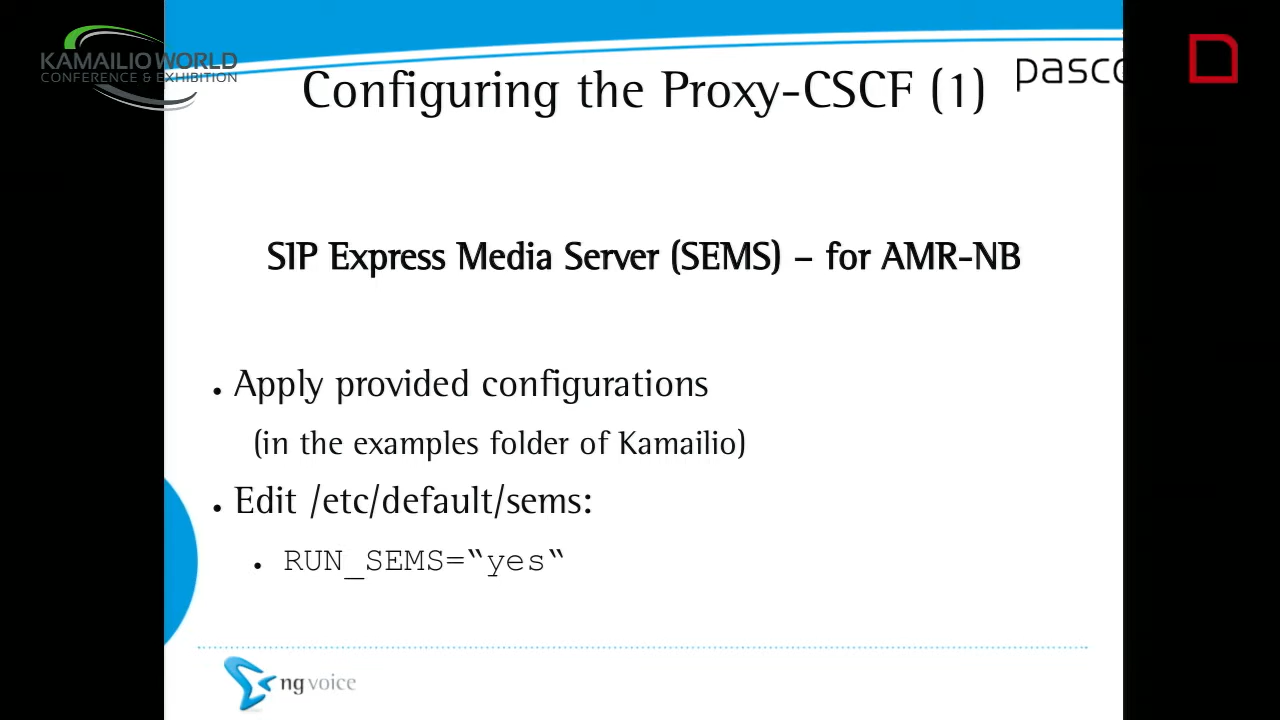 KAMAILIO WORLD
CONFERENCE & EXHIBITION
pasco
Configuring the Proxy-CSCF (1)
SIP Express Media Server (SEMS) – for AMR-NB
• Apply provided configurations
(in the examples folder of Kamailio)
• Edit /etc/default/sems:
• RUN_SEMS=“yes“
ng voice